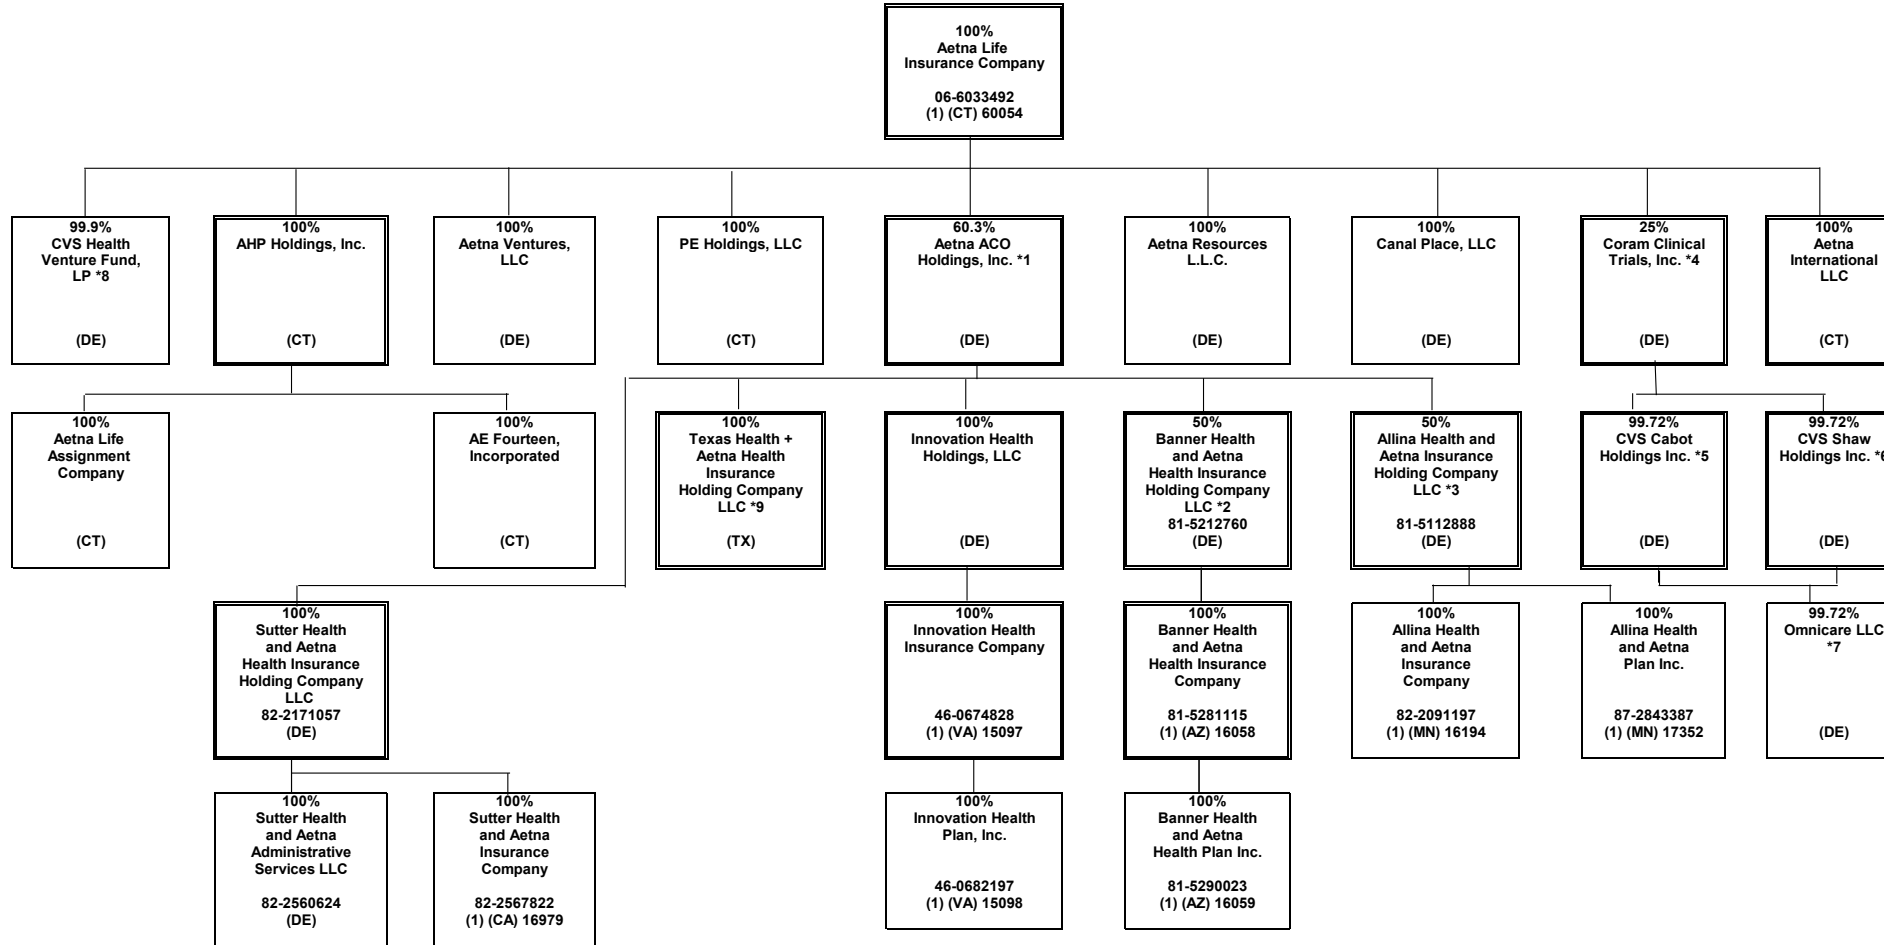 100%
Aetna Life
Insurance Company
06-6033492
(1) (CT) 60054
99.9%
CVS Health
Venture Fund,
LP *8
(DE)
100%
AHP Holdings, Inc.
(CT)
100%
Aetna Ventures,
LLC
(DE)
100%
PE Holdings, LLC
(CT)
60.3%
Aetna ACO
Holdings, Inc. *1
(DE)
100%
Aetna Resources
L.L.C.
(DE)
100%
Canal Place, LLC
(DE)
25%
Coram Clinical
Trials, Inc. *4
(DE)
100%
Aetna
International
LLC
(CT)
100%
Aetna Life
Assignment
Company
(CT)
100%
AE Fourteen,
Incorporated
(CT)
100%
Texas Health +
Aetna Health
Insurance
Holding Company
LLC *9
(TX)
100%
Innovation Health
Holdings, LLC
(DE)
50%
Banner Health
and Aetna
Health Insurance
Holding Company
LLC *2
81-5212760
(DE)
50%
Allina Health and
Aetna Insurance
Holding Company
LLC *3
81-5112888
(DE)
99.72%
CVS Cabot
Holdings Inc. *5
(DE)
99.72%
CVS Shaw
Holdings Inc. *6
(DE)
100%
Sutter Health
and Aetna
Health Insurance
Holding Company
LLC
82-2171057
(DE)
100%
Innovation Health
Insurance Company
46-0674828
(1) (VA) 15097
100%
Banner Health
and Aetna
Health Insurance
Company
81-5281115
(1) (AZ) 16058
100%
Allina Health
and Aetna
Insurance
Company
82-2091197
(1) (MN) 16194
100%
Allina Health
and Aetna
Plan Inc.
87-2843387
(1) (MN) 17352
99.72%
Omnicare LLC
*7
(DE)
100%
Sutter Health
and Aetna
Administrative
Services LLC
82-2560624
(DE)
100%
Sutter Health
and Aetna
Insurance
Company
82-2567822
(1) (CA) 16979
100%
Innovation Health
Plan, Inc.
46-0682197
(1) (VA) 15098
100%
Banner Health
and Aetna
Health Plan Inc.
81-5290023
(1) (AZ) 16059